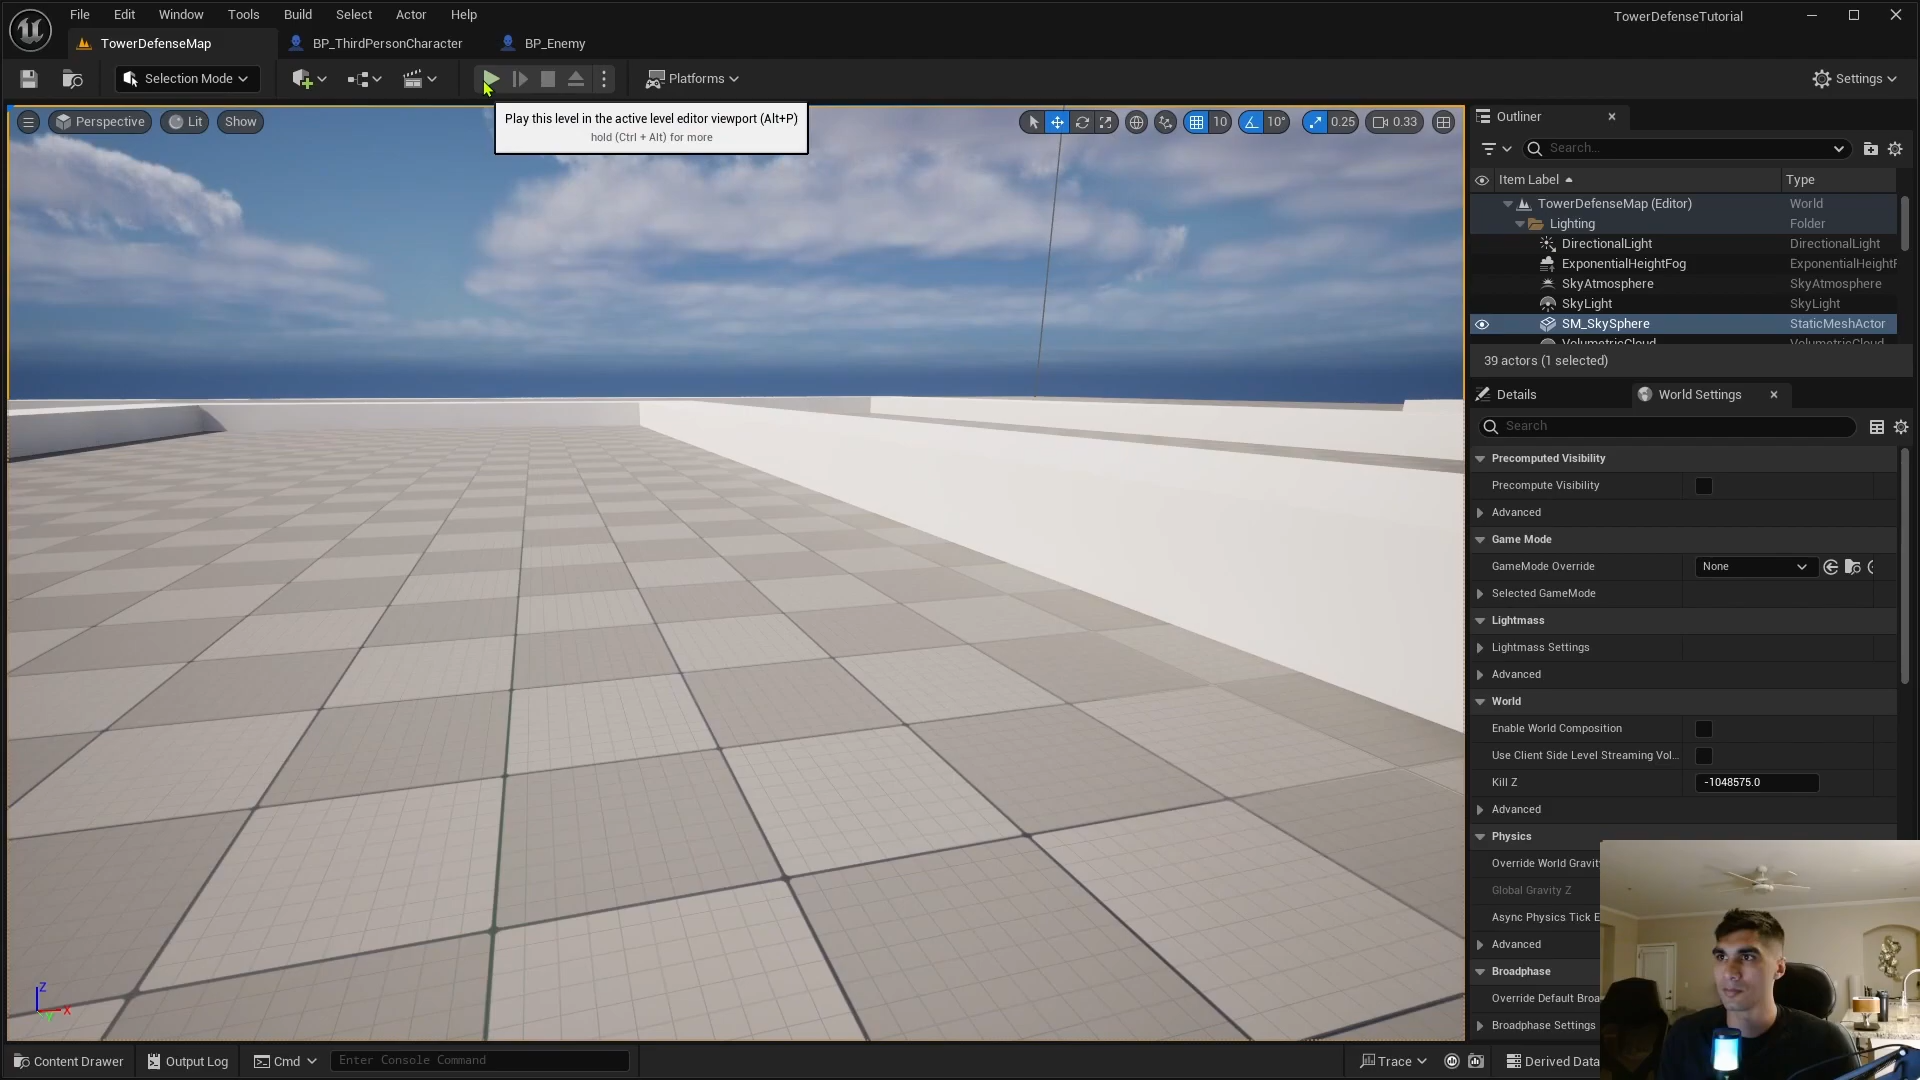 File Edit Window Tools Build Select Actor Help
TowerDefenseTutorial
TowerDefenseMap BP_ThirdPersonCharacter BP_Enemy
Selection Mode Platforms Settings
Play this level in the active level editor viewport (Alt+P)
hold (Ctrl + Alt) for more
Perspective Lit Show
10 10° 0.25 0.33
Outliner
Search...
Item Label Type
TowerDefenseMap (Editor) World
Lighting Folder
DirectionalLight DirectionalLight
ExponentialHeightFog ExponentialHeightF
SkyAtmosphere SkyAtmosphere
SkyLight SkyLight
SM_SkySphere StaticMeshActor
VolumetricCloud VolumetricCloud
39 actors (1 selected)
Details World Settings
Search
Precomputed Visibility
Precompute Visibility
Advanced
Game Mode
GameMode Override None
Selected GameMode
Lightmass
Lightmass Settings
Advanced
World
Enable World Composition
Use Client Side Level Streaming Vol...
Kill Z -1048575.0
Advanced
Physics
Override World Gravit
Global Gravity Z
Async Physics Tick E
Advanced
Broadphase
Override Default Broa
Broadphase Settings
Z
X
Y
Content Drawer Output Log Cmd Enter Console Command Trace Derived Data